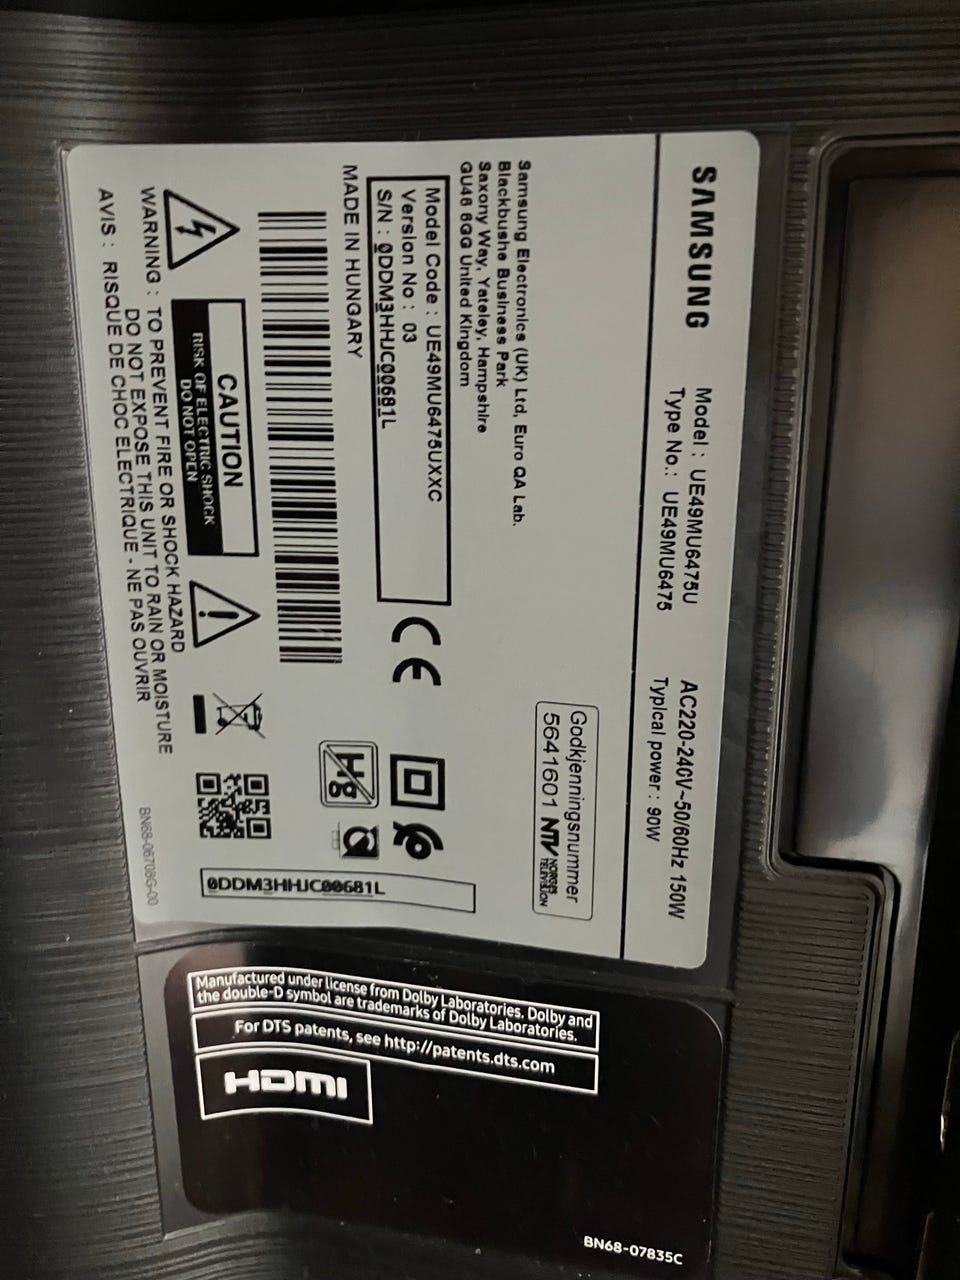 SAMSUNG
Model : UE49MU6475U
Type No.: UE49MU6475
AC220-240V~50/60Hz 150W
Typical power : 90W
Godkjenningsnummer
5641601 NTV NORGES TELEVISION
Samsung Electronics (UK) Ltd, Euro QA Lab.
Blackbushe Business Park
Saxony Way, Yateley, Hampshire
GU46 6GG United Kingdom
Model Code : UE49MU6475UXXC
Version No : 03
S/N : 0DDM3HHJC00681L
MADE IN HUNGARY
CE
CAUTION
RISK OF ELECTRIC SHOCK
DO NOT OPEN
WARNING : TO PREVENT FIRE OR SHOCK HAZARD
DO NOT EXPOSE THIS UNIT TO RAIN OR MOISTURE
AVIS : RISQUE DE CHOC ELECTRIQUE - NE PAS OUVRIR
0DDM3HHJC00681L
BN68-06708G-00
Manufactured under license from Dolby Laboratories. Dolby and
the double-D symbol are trademarks of Dolby Laboratories.
For DTS patents, see http://patents.dts.com
HDMI
BN68-07835C